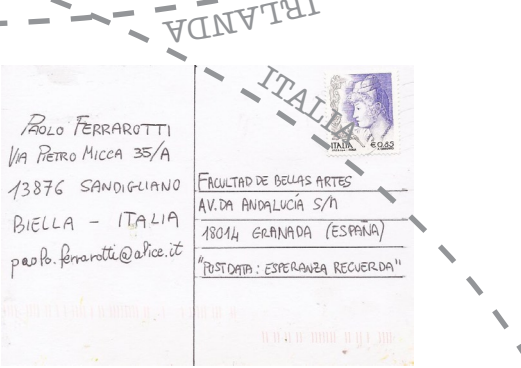 IRLANDA
ITALIA
PAOLO FERRAROTTI
VIA PIETRO MICCA 35/A
13876 SANDIGLIANO
BIELLA - ITALIA
paolo.ferrarotti@alice.it
ITALIA
€0,65
FACULTAD DE BELLAS ARTES
AV. DA ANDALUCÍA S/n
18014 GRANADA (ESPAÑA)
"POSTDATA: ESPERANZA RECUERDA"